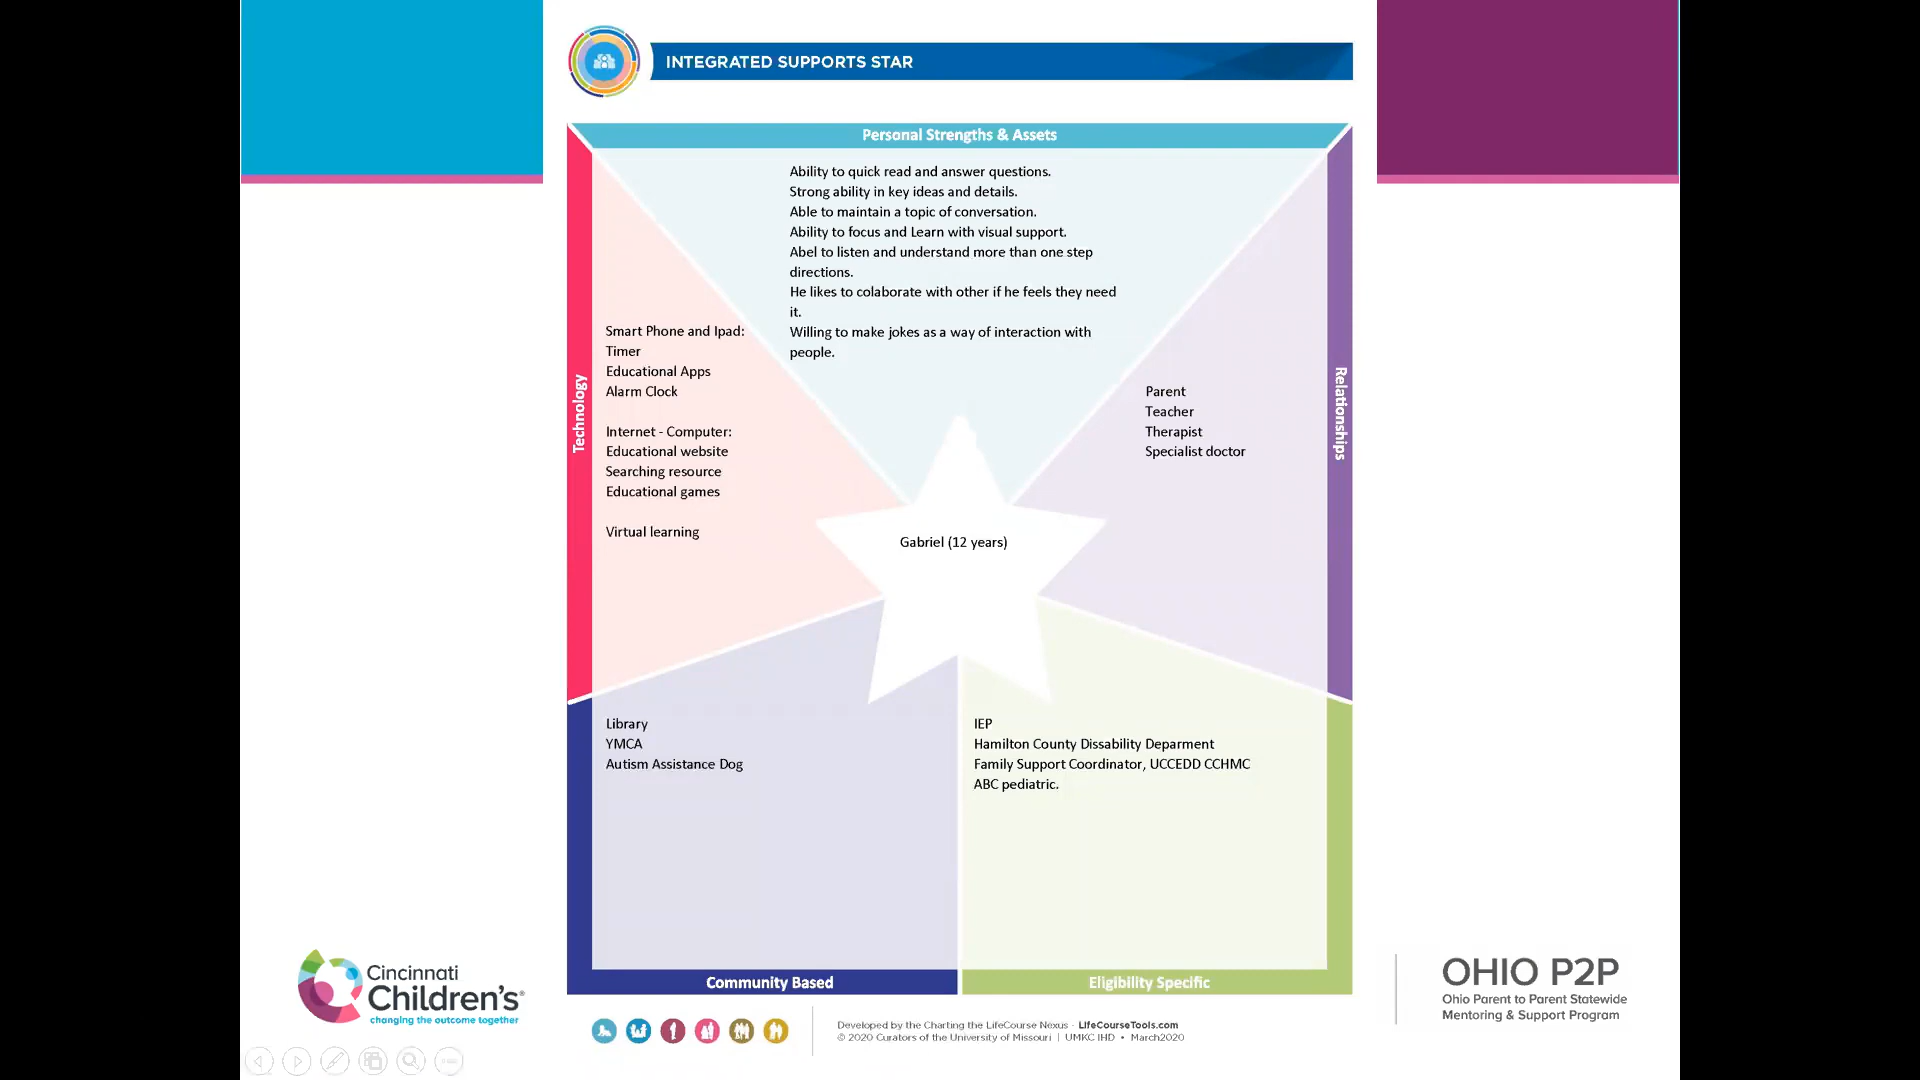 INTEGRATED SUPPORTS STAR
Personal Strengths & Assets
Ability to quick read and answer questions.
Strong ability in key ideas and details.
Able to maintain a topic of conversation.
Ability to focus and Learn with visual support.
Abel to listen and understand more than one step
directions.
He likes to colaborate with other if he feels they need
it.
Willing to make jokes as a way of interaction with
people.
Technology
Smart Phone and Ipad:
Timer
Educational Apps
Alarm Clock
Internet - Computer:
Educational website
Searching resource
Educational games
Virtual learning
Relationships
Parent
Teacher
Therapist
Specialist doctor
Gabriel (12 years)
Library
YMCA
Autism Assistance Dog
Community Based
IEP
Hamilton County Dissability Deparment
Family Support Coordinator, UCCEDD CCHMC
ABC pediatric.
Eligibility Specific
Cincinnati
Children's®
changing the outcome together
Developed by the Charting the LifeCourse Nexus - LifeCourseTools.com
© 2020 Curators of the University of Missouri | UMKC IHD • March2020
OHIO P2P
Ohio Parent to Parent Statewide
Mentoring & Support Program